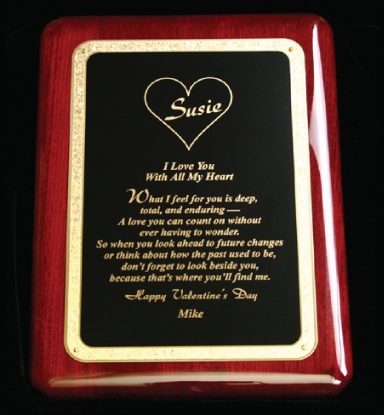 Susie
I Love You
With All My Heart
What I feel for you is deep,
total, and enduring —
A love you can count on without
ever having to wonder.
So when you look ahead to future changes
or think about how the past used to be,
don't forget to look beside you,
because that's where you'll find me.
Happy Valentine's Day
Mike